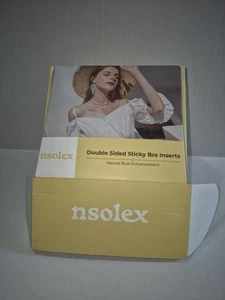 nsolex
Double Sided Sticky Bra Inserts
Natural Bust Enhancement
nsolex